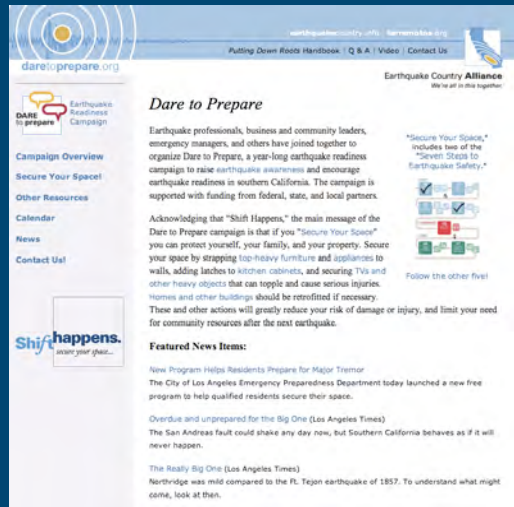 earthquakecountry.info | terremotos.org
Putting Down Roots Handbook | Q & A | Video | Contact Us
daretoprepare.org
Earthquake Country Alliance
We're all in this together
DARE
to prepare
Earthquake
Readiness
Campaign
Campaign Overview
Secure Your Space!
Other Resources
Calendar
News
Contact Us!
Shift happens.
secure your space...
Dare to Prepare
Earthquake professionals, business and community leaders,
emergency managers, and others have joined together to
organize Dare to Prepare, a year-long earthquake readiness
campaign to raise earthquake awareness and encourage
earthquake readiness in southern California. The campaign is
supported with funding from federal, state, and local partners.
Acknowledging that "Shift Happens," the main message of the
Dare to Prepare campaign is that if you "Secure Your Space"
you can protect yourself, your family, and your property. Secure
your space by strapping top-heavy furniture and appliances to
walls, adding latches to kitchen cabinets, and securing TVs and
other heavy objects that can topple and cause serious injuries.
Homes and other buildings should be retrofitted if necessary.
These and other actions will greatly reduce your risk of damage or injury, and limit your need
for community resources after the next earthquake.
"Secure Your Space,"
includes two of the
"Seven Steps to
Earthquake Safety."
Follow the other five!
Featured News Items:
New Program Helps Residents Prepare for Major Tremor
The City of Los Angeles Emergency Preparedness Department today launched a new free
program to help qualified residents secure their space.
Overdue and unprepared for the Big One (Los Angeles Times)
The San Andreas fault could shake any day now, but Southern California behaves as if it will
never happen.
The Really Big One (Los Angeles Times)
Northridge was mild compared to the Ft. Tejon earthquake of 1857. To understand what might
come, look at then.